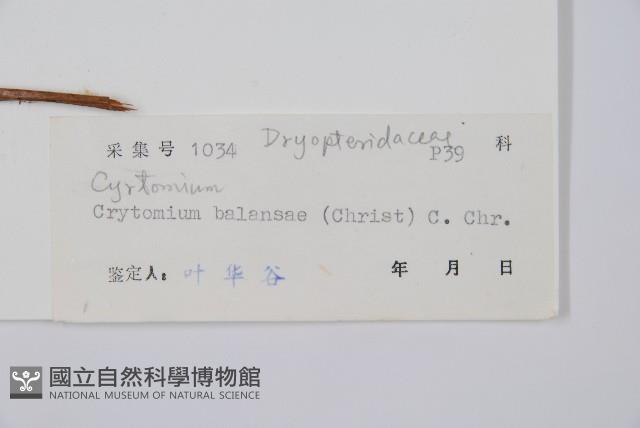 采集号 1034 Dryopteridaceae P39 科
Cyrtomium
Crytomium balansae (Christ) C. Chr.
鉴定人: 叶华谷 年 月 日
國立自然科學博物館
NATIONAL MUSEUM OF NATURAL SCIENCE